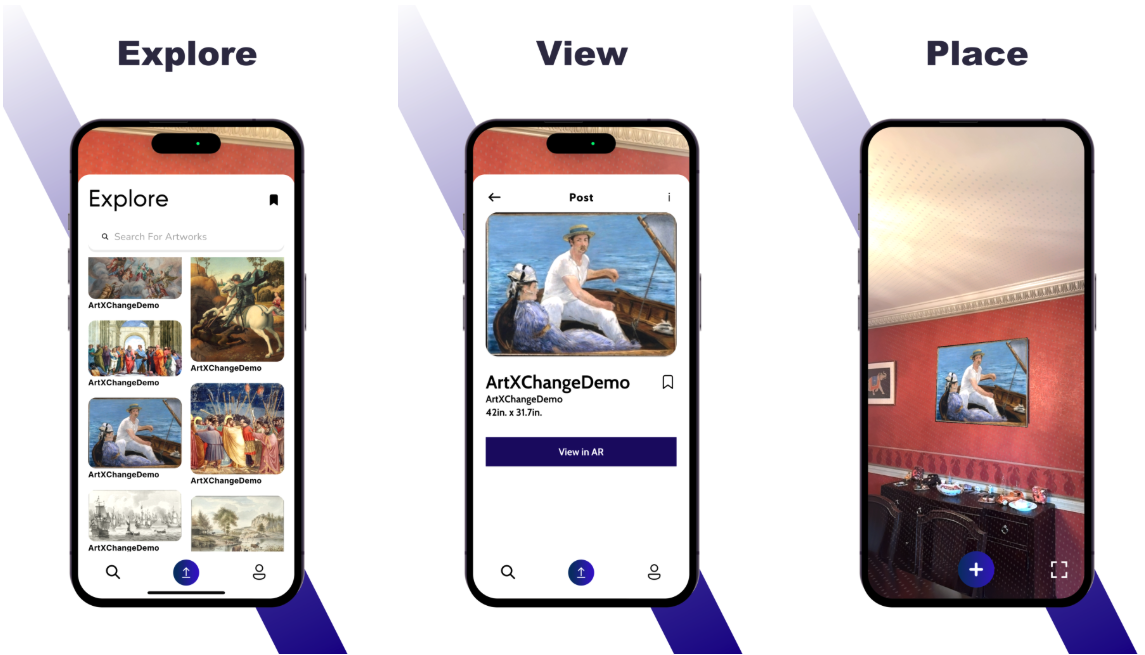 Explore
View
Place
Explore
Search For Artworks
ArtXChangeDemo
ArtXChangeDemo
ArtXChangeDemo
ArtXChangeDemo
ArtXChangeDemo
ArtXChangeDemo
Post
ArtXChangeDemo
ArtXChangeDemo
42in. x 31.7in.
View in AR